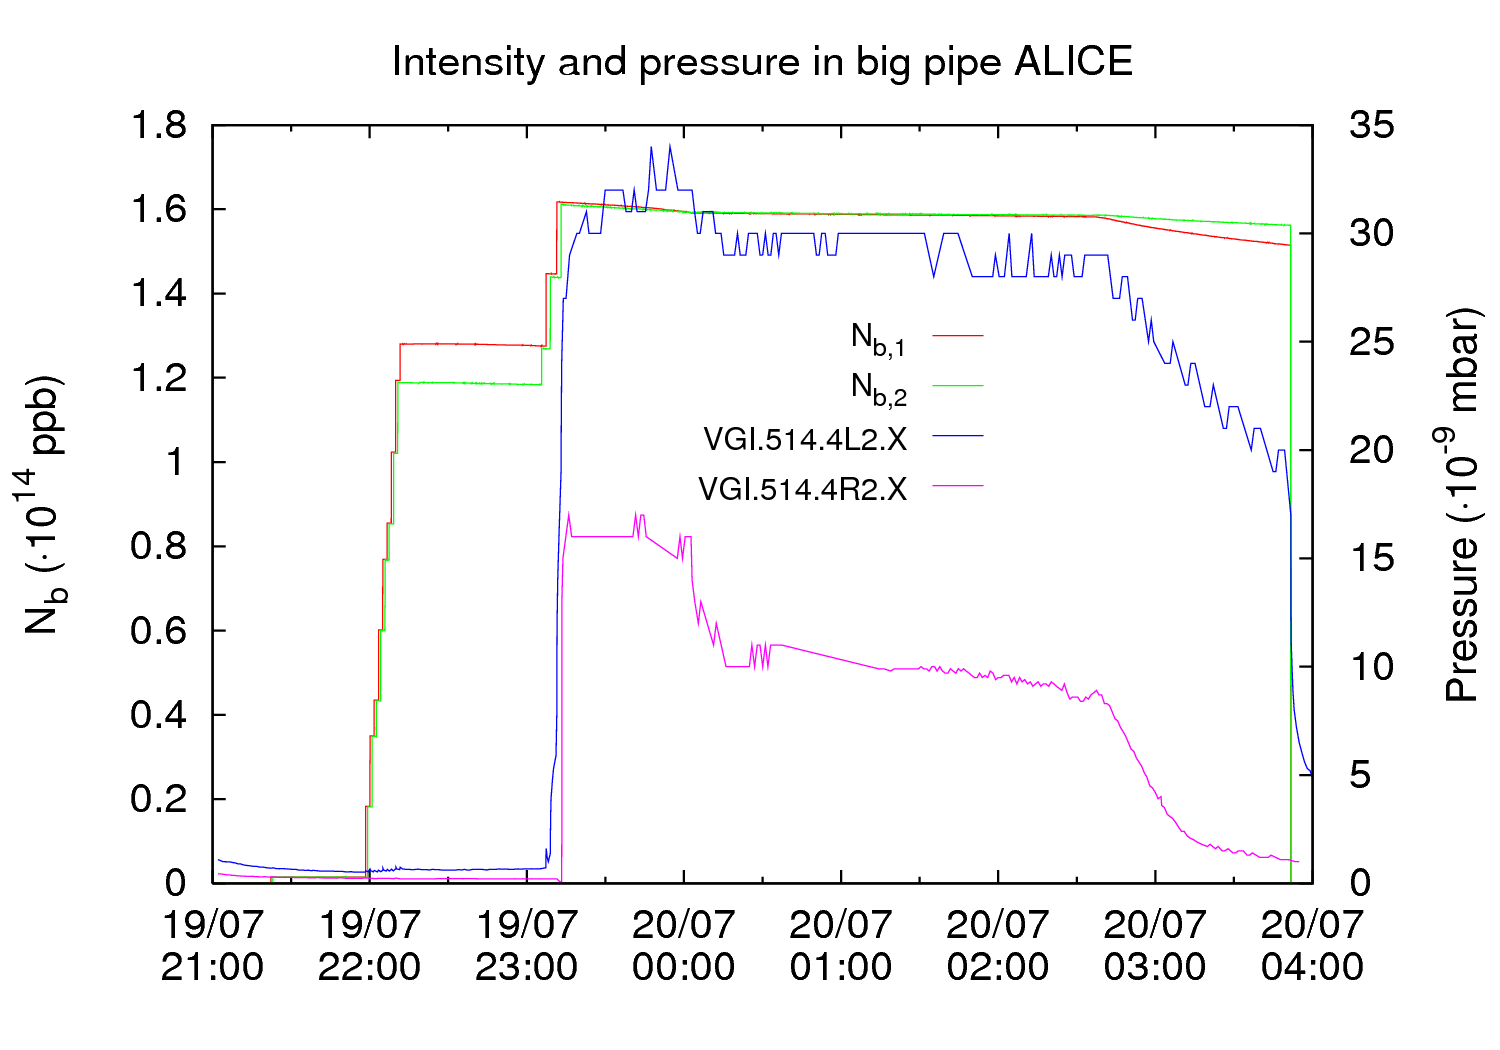 Intensity and pressure in big pipe ALICE
1.8
1.6
1.4
1.2
1
0.8
0.6
0.4
0.2
0
35
30
25
20
15
10
5
0
N_b (·10^14 ppb)
Pressure (·10^-9 mbar)
N_b,1
N_b,2
VGI.514.4L2.X
VGI.514.4R2.X
19/07 19/07 19/07 20/07 20/07 20/07 20/07 20/07
21:00 22:00 23:00 00:00 01:00 02:00 03:00 04:00